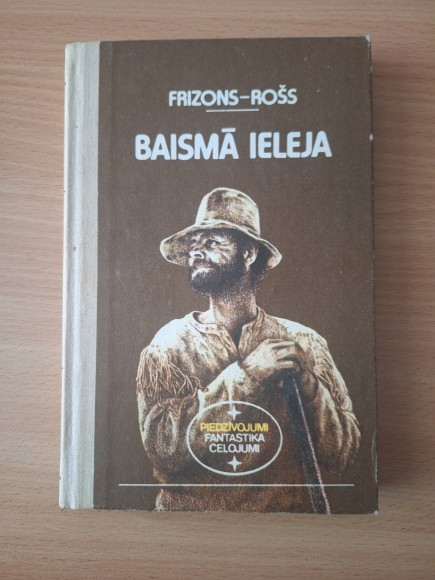 FRIZONS-ROŠS
BAISMĀ IELEJA
PIEDZĪVOJUMI
FANTASTIKA
CEĻOJUMI